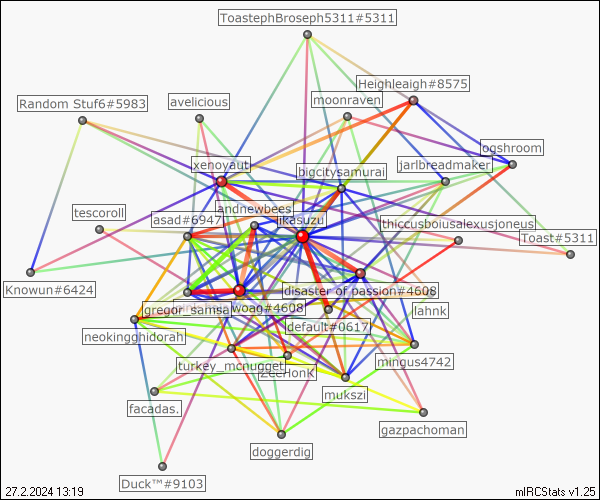 ToastephBroseph5311#5311
Heighleaigh#8575
Random Stuf6#5983
avelicious
moonraven
ogshroom
xenoyaut
bigcitysamurai
jarlbreadmaker
tescoroll
asad#6947
andnewbees
ikasuzu
thiccusboiusalexusjoneus
Toast#5311
Knowun#6424
disaster of passion#4608
gregor_samsa
woao#4608
lahnk
default#0617
neokingghidorah
turkey_mcnugget
ZeeHonk
mingus4742
mukszi
facadas.
gazpachoman
doggerdig
Duck™#9103
27.2.2024 13:19
mIRCStats v1.25